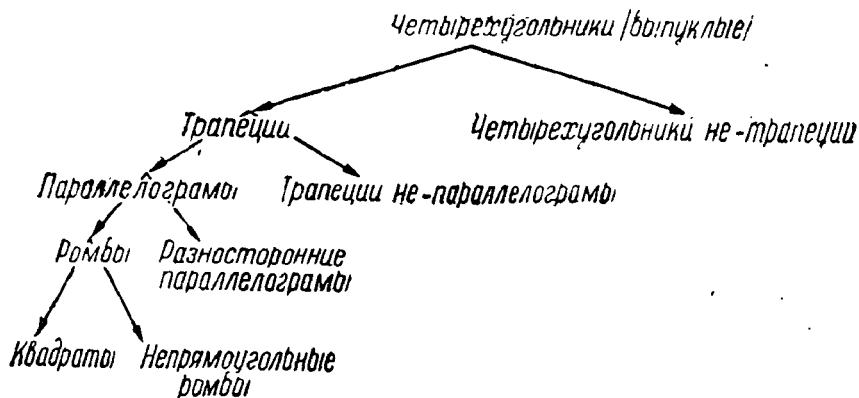 Четырехугольники /выпуклые/
Трапеции Четырехугольники не-трапеции
Параллелограмы Трапеции не-параллелограмы
Ромбы Разносторонние
параллелограмы
Квадраты Непрямоугольные
ромбы